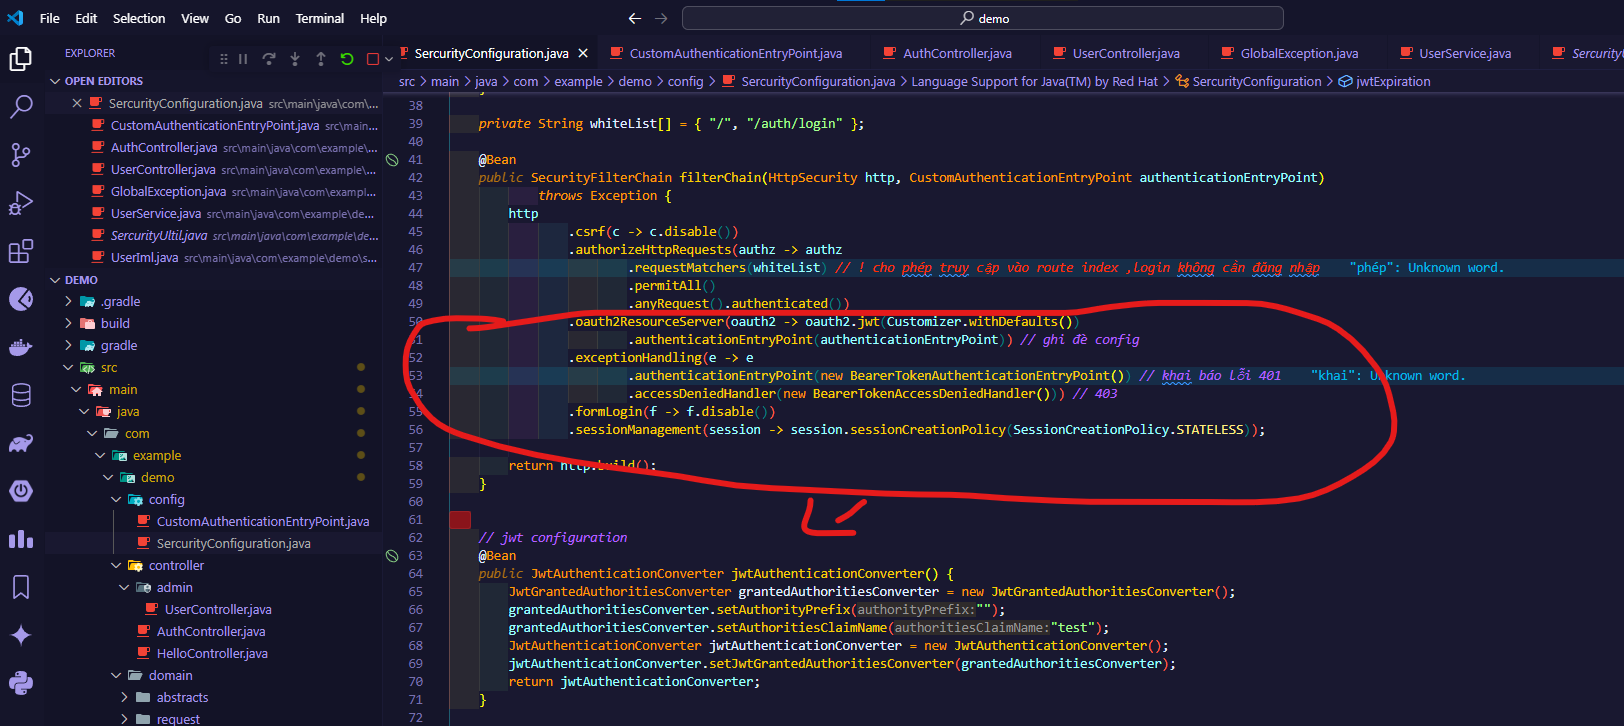 File Edit Selection View Go Run Terminal Help
demo
EXPLORER
SercurityConfiguration.java
CustomAuthenticationEntryPoint.java
AuthController.java
UserController.java
GlobalException.java
UserService.java
OPEN EDITORS
SercurityConfiguration.java src\main\java\com\...
CustomAuthenticationEntryPoint.java src\main...
AuthController.java src\main\java\com\example\...
UserController.java src\main\java\com\example\...
GlobalException.java src\main\java\com\exampl...
UserService.java src\main\java\com\example\de...
SercurityUltil.java src\main\java\com\example\de...
UserIml.java src\main\java\com\example\demo\s...
DEMO
.gradle
build
gradle
src
main
java
com
example
demo
config
CustomAuthenticationEntryPoint.java
SercurityConfiguration.java
controller
admin
UserController.java
AuthController.java
HelloController.java
domain
abstracts
request
src > main > java > com > example > demo > config > SercurityConfiguration.java > Language Support for Java(TM) by Red Hat > SercurityConfiguration > jwtExpiration
38
39 private String whiteList[] = { "/", "/auth/login" };
40
41 @Bean
42 public SecurityFilterChain filterChain(HttpSecurity http, CustomAuthenticationEntryPoint authenticationEntryPoint)
43 throws Exception {
44 http
45 .csrf(c -> c.disable())
46 .authorizeHttpRequests(authz -> authz
47 .requestMatchers(whiteList) // ! cho phép truy cập vào route index ,login không cần đăng nhập "phép": Unknown word.
48 .permitAll()
49 .anyRequest().authenticated())
50 .oauth2ResourceServer(oauth2 -> oauth2.jwt(Customizer.withDefaults())
51 .authenticationEntryPoint(authenticationEntryPoint)) // ghi đè config
52 .exceptionHandling(e -> e
53 .authenticationEntryPoint(new BearerTokenAuthenticationEntryPoint()) // khai báo lỗi 401 "khai": Unknown word.
54 .accessDeniedHandler(new BearerTokenAccessDeniedHandler())) // 403
55 .formLogin(f -> f.disable())
56 .sessionManagement(session -> session.sessionCreationPolicy(SessionCreationPolicy.STATELESS));
57
58 return http.build();
59 }
60
61
62 // jwt configuration
63 @Bean
64 public JwtAuthenticationConverter jwtAuthenticationConverter() {
65 JwtGrantedAuthoritiesConverter grantedAuthoritiesConverter = new JwtGrantedAuthoritiesConverter();
66 grantedAuthoritiesConverter.setAuthorityPrefix(authorityPrefix:"");
67 grantedAuthoritiesConverter.setAuthoritiesClaimName(authoritiesClaimName:"test");
68 JwtAuthenticationConverter jwtAuthenticationConverter = new JwtAuthenticationConverter();
69 jwtAuthenticationConverter.setJwtGrantedAuthoritiesConverter(grantedAuthoritiesConverter);
70 return jwtAuthenticationConverter;
71 }
72